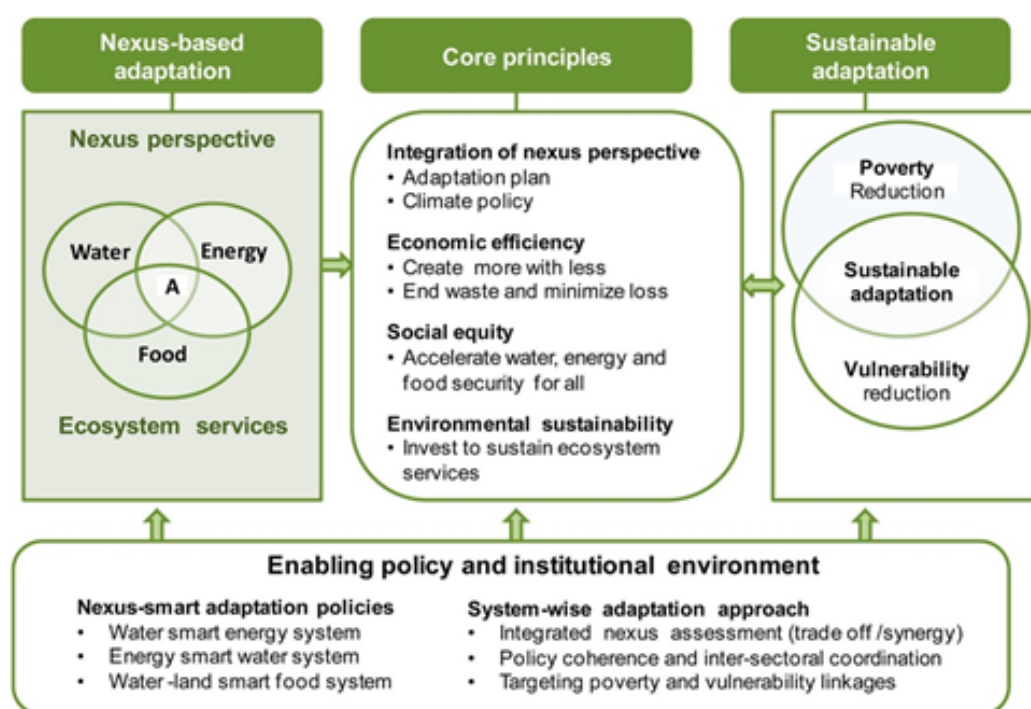 Nexus-based
adaptation
Core principles
Sustainable
adaptation
Nexus perspective
Water
Energy
A
Food
Ecosystem services
Integration of nexus perspective
• Adaptation plan
• Climate policy
Economic efficiency
• Create more with less
• End waste and minimize loss
Social equity
• Accelerate water, energy and
food security for all
Environmental sustainability
• Invest to sustain ecosystem
services
Poverty
Reduction
Sustainable
adaptation
Vulnerability
reduction
Enabling policy and institutional environment
Nexus-smart adaptation policies
• Water smart energy system
• Energy smart water system
• Water -land smart food system
System-wise adaptation approach
• Integrated nexus assessment (trade off /synergy)
• Policy coherence and inter-sectoral coordination
• Targeting poverty and vulnerability linkages